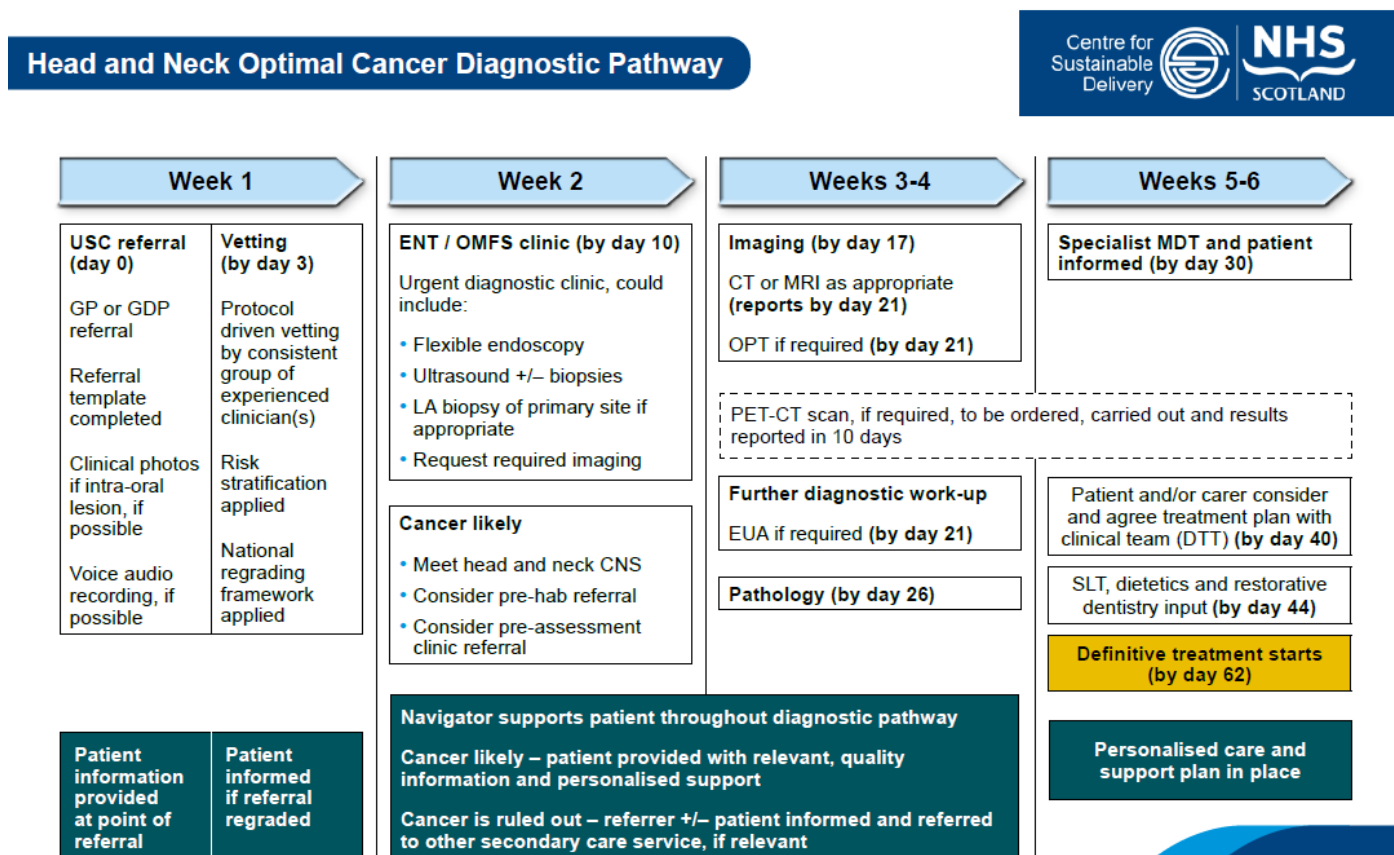 Head and Neck Optimal Cancer Diagnostic Pathway
Centre for
Sustainable
Delivery
NHS
SCOTLAND
Week 1
USC referral
(day 0)
GP or GDP
referral
Referral
template
completed
Clinical photos
if intra-oral
lesion, if
possible
Voice audio
recording, if
possible
Vetting
(by day 3)
Protocol
driven vetting
by consistent
group of
experienced
clinician(s)
Risk
stratification
applied
National
regrading
framework
applied
Patient
information
provided
at point of
referral
Patient
informed
if referral
regraded
Week 2
ENT / OMFS clinic (by day 10)
Urgent diagnostic clinic, could
include:
• Flexible endoscopy
• Ultrasound +/– biopsies
• LA biopsy of primary site if
appropriate
• Request required imaging
Cancer likely
• Meet head and neck CNS
• Consider pre-hab referral
• Consider pre-assessment
clinic referral
Weeks 3-4
Imaging (by day 17)
CT or MRI as appropriate
(reports by day 21)
OPT if required (by day 21)
PET-CT scan, if required, to be ordered, carried out and results
reported in 10 days
Further diagnostic work-up
EUA if required (by day 21)
Pathology (by day 26)
Navigator supports patient throughout diagnostic pathway
Cancer likely – patient provided with relevant, quality
information and personalised support
Cancer is ruled out – referrer +/– patient informed and referred
to other secondary care service, if relevant
Weeks 5-6
Specialist MDT and patient
informed (by day 30)
Patient and/or carer consider
and agree treatment plan with
clinical team (DTT) (by day 40)
SLT, dietetics and restorative
dentistry input (by day 44)
Definitive treatment starts
(by day 62)
Personalised care and
support plan in place